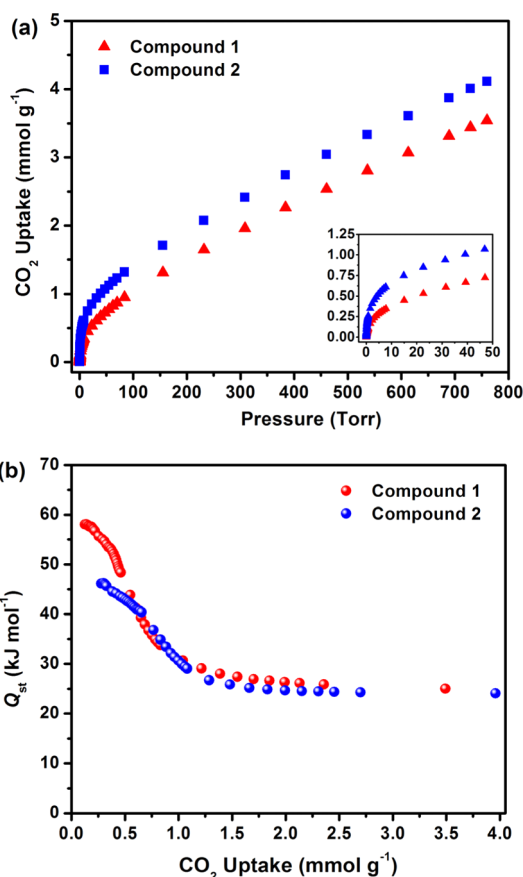 (a)
Compound 1
Compound 2
CO₂ Uptake (mmol g⁻¹)
5
4
3
2
1
0
1.25
1.00
0.75
0.50
0.25
0.00
0 10 20 30 40 50
0 100 200 300 400 500 600 700 800
Pressure (Torr)
(b)
Compound 1
Compound 2
Qst (kJ mol⁻¹)
70
60
50
40
30
20
10
0
0.0 0.5 1.0 1.5 2.0 2.5 3.0 3.5 4.0
CO₂ Uptake (mmol g⁻¹)